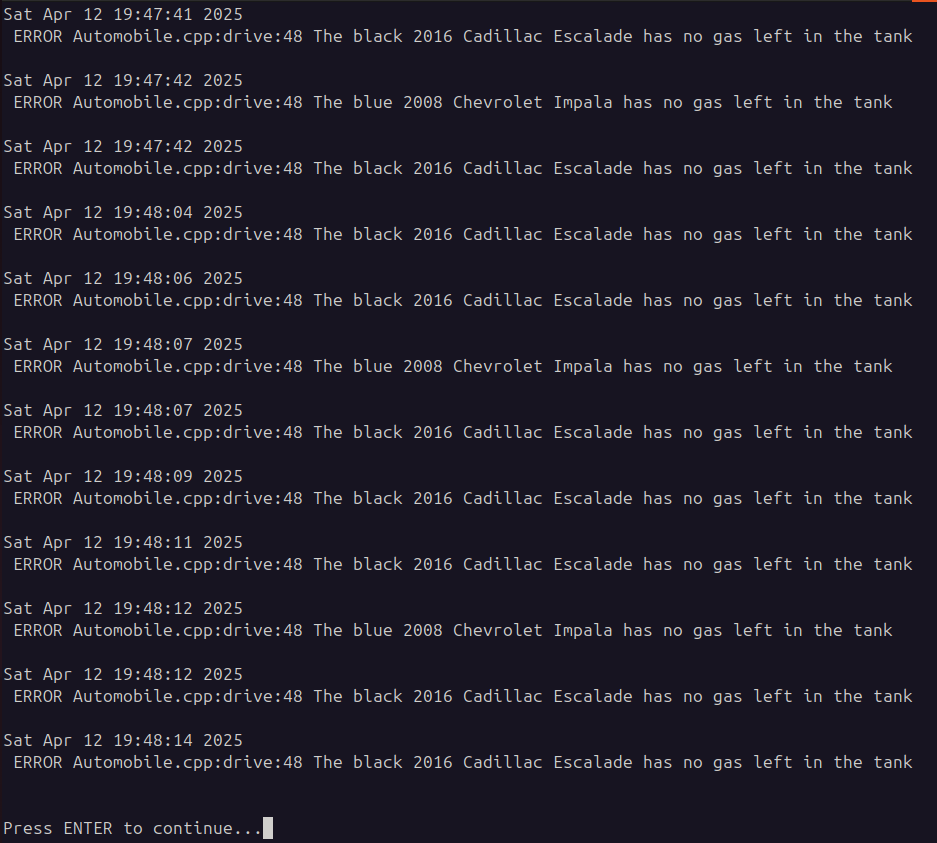 Sat Apr 12 19:47:41 2025
ERROR Automobile.cpp:drive:48 The black 2016 Cadillac Escalade has no gas left in the tank
Sat Apr 12 19:47:42 2025
ERROR Automobile.cpp:drive:48 The blue 2008 Chevrolet Impala has no gas left in the tank
Sat Apr 12 19:47:42 2025
ERROR Automobile.cpp:drive:48 The black 2016 Cadillac Escalade has no gas left in the tank
Sat Apr 12 19:48:04 2025
ERROR Automobile.cpp:drive:48 The black 2016 Cadillac Escalade has no gas left in the tank
Sat Apr 12 19:48:06 2025
ERROR Automobile.cpp:drive:48 The black 2016 Cadillac Escalade has no gas left in the tank
Sat Apr 12 19:48:07 2025
ERROR Automobile.cpp:drive:48 The blue 2008 Chevrolet Impala has no gas left in the tank
Sat Apr 12 19:48:07 2025
ERROR Automobile.cpp:drive:48 The black 2016 Cadillac Escalade has no gas left in the tank
Sat Apr 12 19:48:09 2025
ERROR Automobile.cpp:drive:48 The black 2016 Cadillac Escalade has no gas left in the tank
Sat Apr 12 19:48:11 2025
ERROR Automobile.cpp:drive:48 The black 2016 Cadillac Escalade has no gas left in the tank
Sat Apr 12 19:48:12 2025
ERROR Automobile.cpp:drive:48 The blue 2008 Chevrolet Impala has no gas left in the tank
Sat Apr 12 19:48:12 2025
ERROR Automobile.cpp:drive:48 The black 2016 Cadillac Escalade has no gas left in the tank
Sat Apr 12 19:48:14 2025
ERROR Automobile.cpp:drive:48 The black 2016 Cadillac Escalade has no gas left in the tank
Press ENTER to continue...